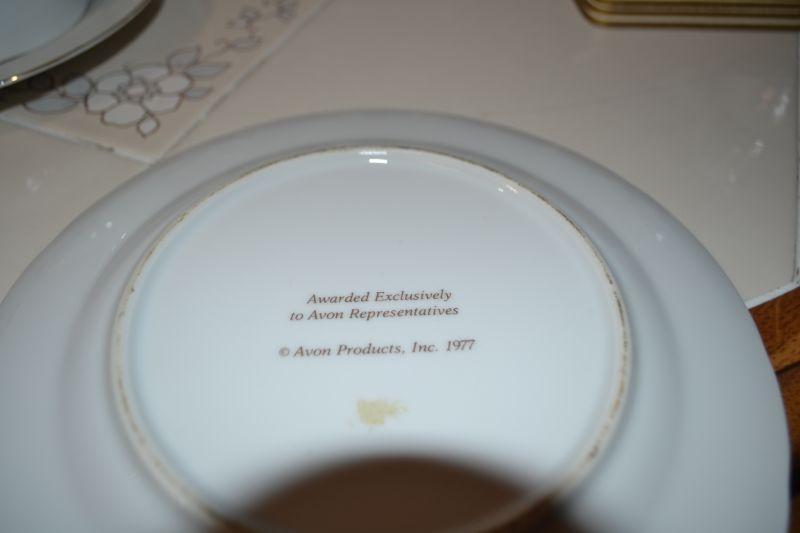 Awarded Exclusively
to Avon Representatives
© Avon Products, Inc. 1977